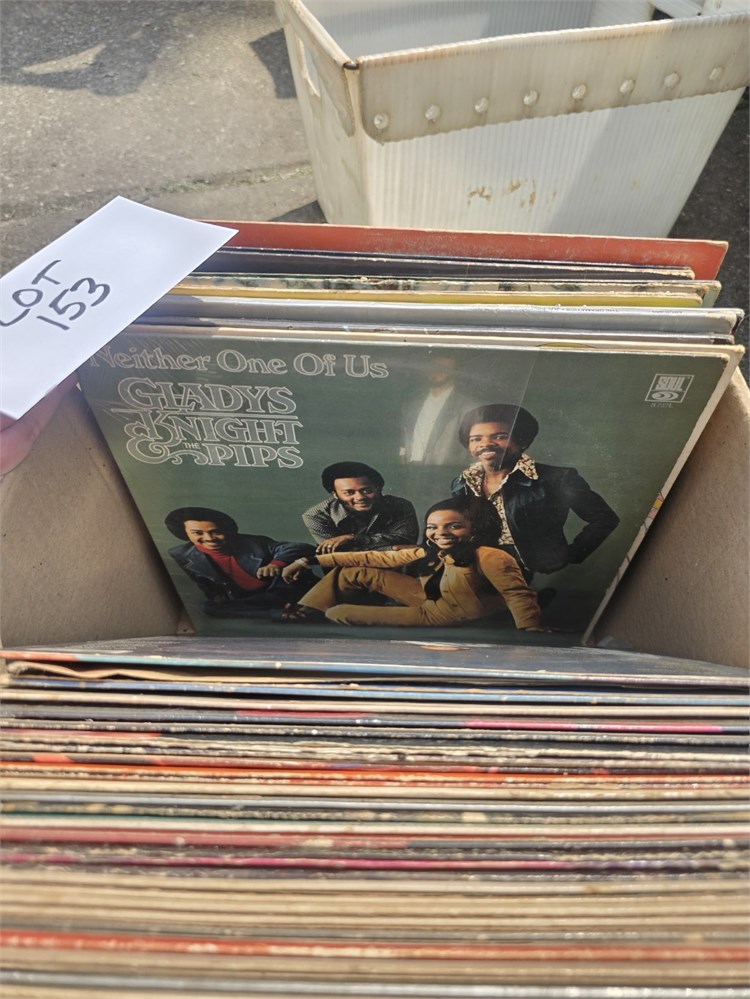 LOT
153
Neither One Of Us
GLADYS
KNIGHT
& THE PIPS
SOUL